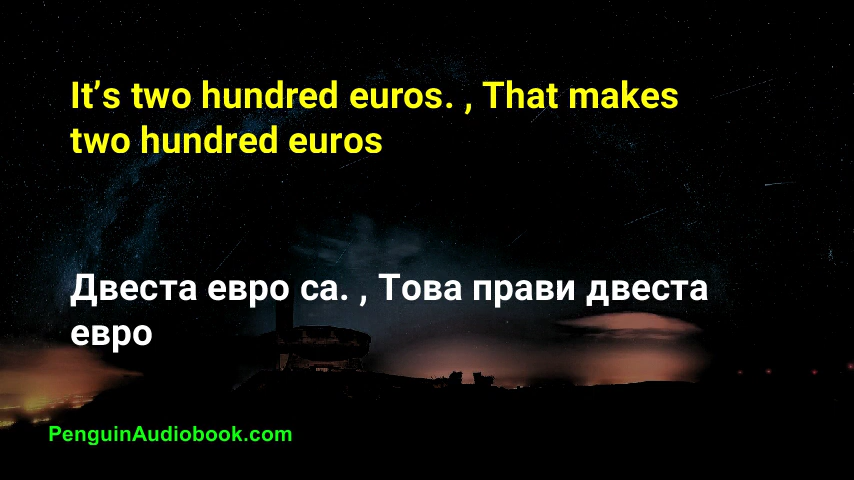 It’s two hundred euros. , That makes
two hundred euros
Двеста евро са. , Това прави двеста
евро
PenguinAudiobook.com